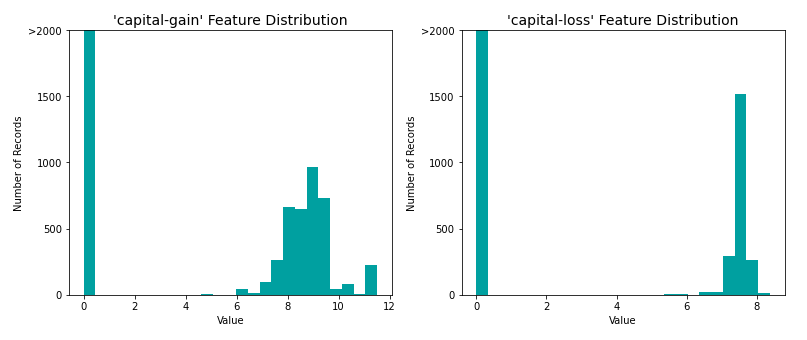 'capital-gain' Feature Distribution
>2000
1500
1000
500
0
Number of Records
0 2 4 6 8 10 12
Value
'capital-loss' Feature Distribution
>2000
1500
1000
500
0
Number of Records
0 2 4 6 8
Value